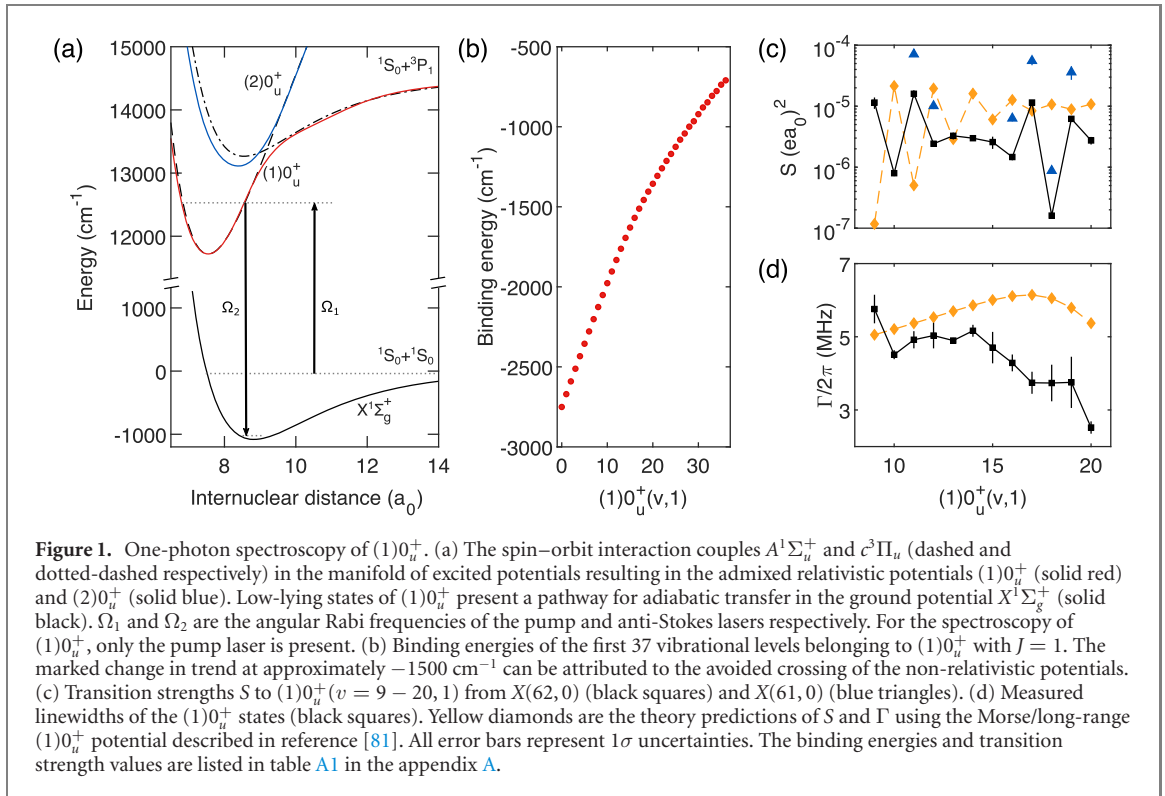 (a)
15000
14000
13000
12000
1000
0
-1000
Energy (cm⁻¹)
8
10
12
14
Internuclear distance (a₀)
(2)0ᵤ⁺
¹S₀+³P₁
(1)0ᵤ⁺
Ω₂
Ω₁
¹S₀+¹S₀
X¹Σg⁺
(b)
-500
-1000
-1500
-2000
-2500
-3000
Binding energy (cm⁻¹)
0
10
20
30
(1)0ᵤ⁺(v,1)
(c)
10⁻⁴
10⁻⁵
10⁻⁶
10⁻⁷
S (ea₀)²
(d)
7
5
3
Γ/2π (MHz)
10
15
20
(1)0ᵤ⁺(v,1)
Figure 1. One-photon spectroscopy of (1)0ᵤ⁺. (a) The spin–orbit interaction couples A¹Σᵤ⁺ and c³Πᵤ (dashed and
dotted-dashed respectively) in the manifold of excited potentials resulting in the admixed relativistic potentials (1)0ᵤ⁺ (solid red)
and (2)0ᵤ⁺ (solid blue). Low-lying states of (1)0ᵤ⁺ present a pathway for adiabatic transfer in the ground potential X¹Σg⁺ (solid
black). Ω₁ and Ω₂ are the angular Rabi frequencies of the pump and anti-Stokes lasers respectively. For the spectroscopy of
(1)0ᵤ⁺, only the pump laser is present. (b) Binding energies of the first 37 vibrational levels belonging to (1)0ᵤ⁺ with J = 1. The
marked change in trend at approximately −1500 cm⁻¹ can be attributed to the avoided crossing of the non-relativistic potentials.
(c) Transition strengths S to (1)0ᵤ⁺(v = 9 − 20, 1) from X(62, 0) (black squares) and X(61, 0) (blue triangles). (d) Measured
linewidths of the (1)0ᵤ⁺ states (black squares). Yellow diamonds are the theory predictions of S and Γ using the Morse/long-range
(1)0ᵤ⁺ potential described in reference [81]. All error bars represent 1σ uncertainties. The binding energies and transition
strength values are listed in table A1 in the appendix A.